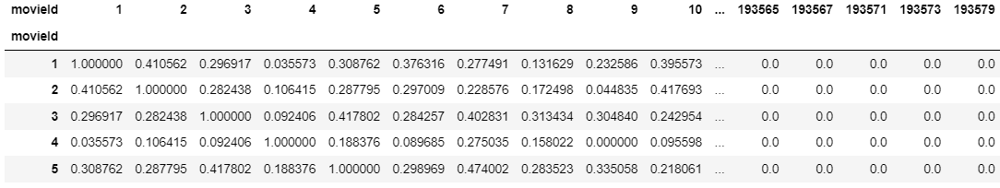 movieId 1 2 3 4 5 6 7 8 9 10 ... 193565 193567 193571 193573 193579
movieId
1 1.000000 0.410562 0.296917 0.035573 0.308762 0.376316 0.277491 0.131629 0.232586 0.395573 ... 0.0 0.0 0.0 0.0 0.0
2 0.410562 1.000000 0.282438 0.106415 0.287795 0.297009 0.228576 0.172498 0.044835 0.417693 ... 0.0 0.0 0.0 0.0 0.0
3 0.296917 0.282438 1.000000 0.092406 0.417802 0.284257 0.402831 0.313434 0.304840 0.242954 ... 0.0 0.0 0.0 0.0 0.0
4 0.035573 0.106415 0.092406 1.000000 0.188376 0.089685 0.275035 0.158022 0.000000 0.095598 ... 0.0 0.0 0.0 0.0 0.0
5 0.308762 0.287795 0.417802 0.188376 1.000000 0.298969 0.474002 0.283523 0.335058 0.218061 ... 0.0 0.0 0.0 0.0 0.0